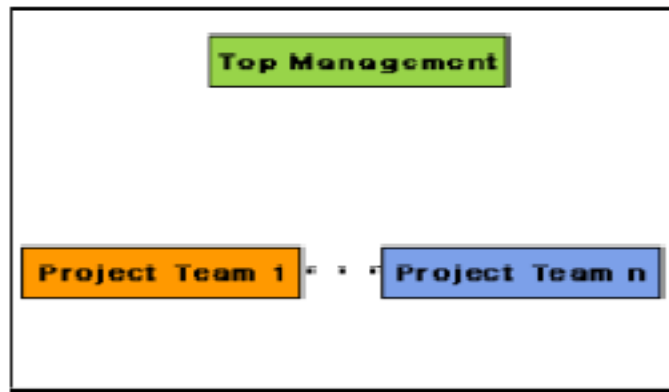 Top Management
Project Team 1 . . . Project Team n